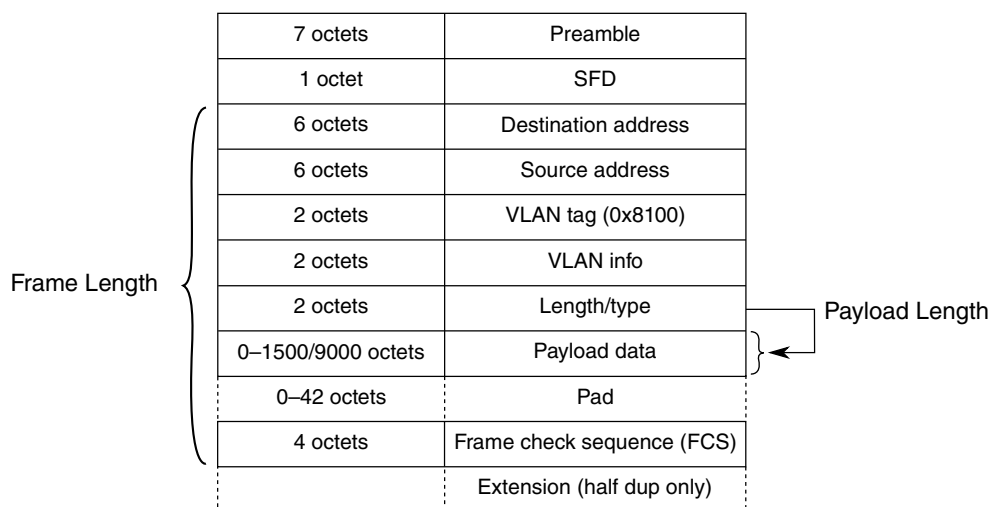 7 octets Preamble
1 octet SFD
6 octets Destination address
6 octets Source address
2 octets VLAN tag (0x8100)
2 octets VLAN info
Frame Length
2 octets Length/type
Payload Length
0–1500/9000 octets Payload data
0–42 octets Pad
4 octets Frame check sequence (FCS)
Extension (half dup only)